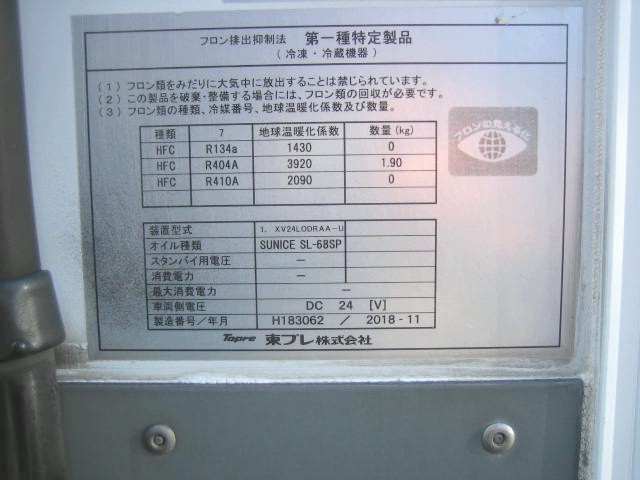 フロン排出抑制法 第一種特定製品
(冷凍・冷蔵機器)
(1) フロン類をみだりに大気中に放出することは禁じられています。
(2) この製品を破棄・整備する場合には、フロン類の回収が必要です。
(3) フロン類の種類、冷媒番号、地球温暖化係数及び数量。
フロンの見える化
種類 7 地球温暖化係数 数量(kg)
HFC R134a 1430 0
HFC R404A 3920 1.90
HFC R410A 2090 0
装置型式 1. XV24LODRAA-U
オイル種類 SUNICE SL-68SP
スタンバイ用電圧 -
消費電力 -
最大消費電力 -
車両側電圧 DC 24 [V]
製造番号/年月 H183062 / 2018-11
Topre 東プレ株式会社